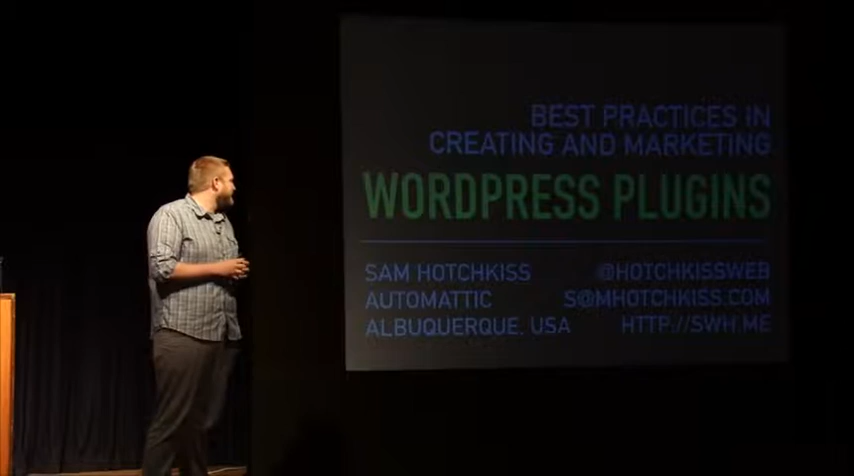 BEST PRACTICES IN
CREATING AND MARKETING
WORDPRESS PLUGINS
SAM HOTCHKISS
AUTOMATTIC
ALBUQUERQUE, USA
@HOTCHKISSWEB
S@MHOTCHKISS.COM
HTTP://SWH.ME